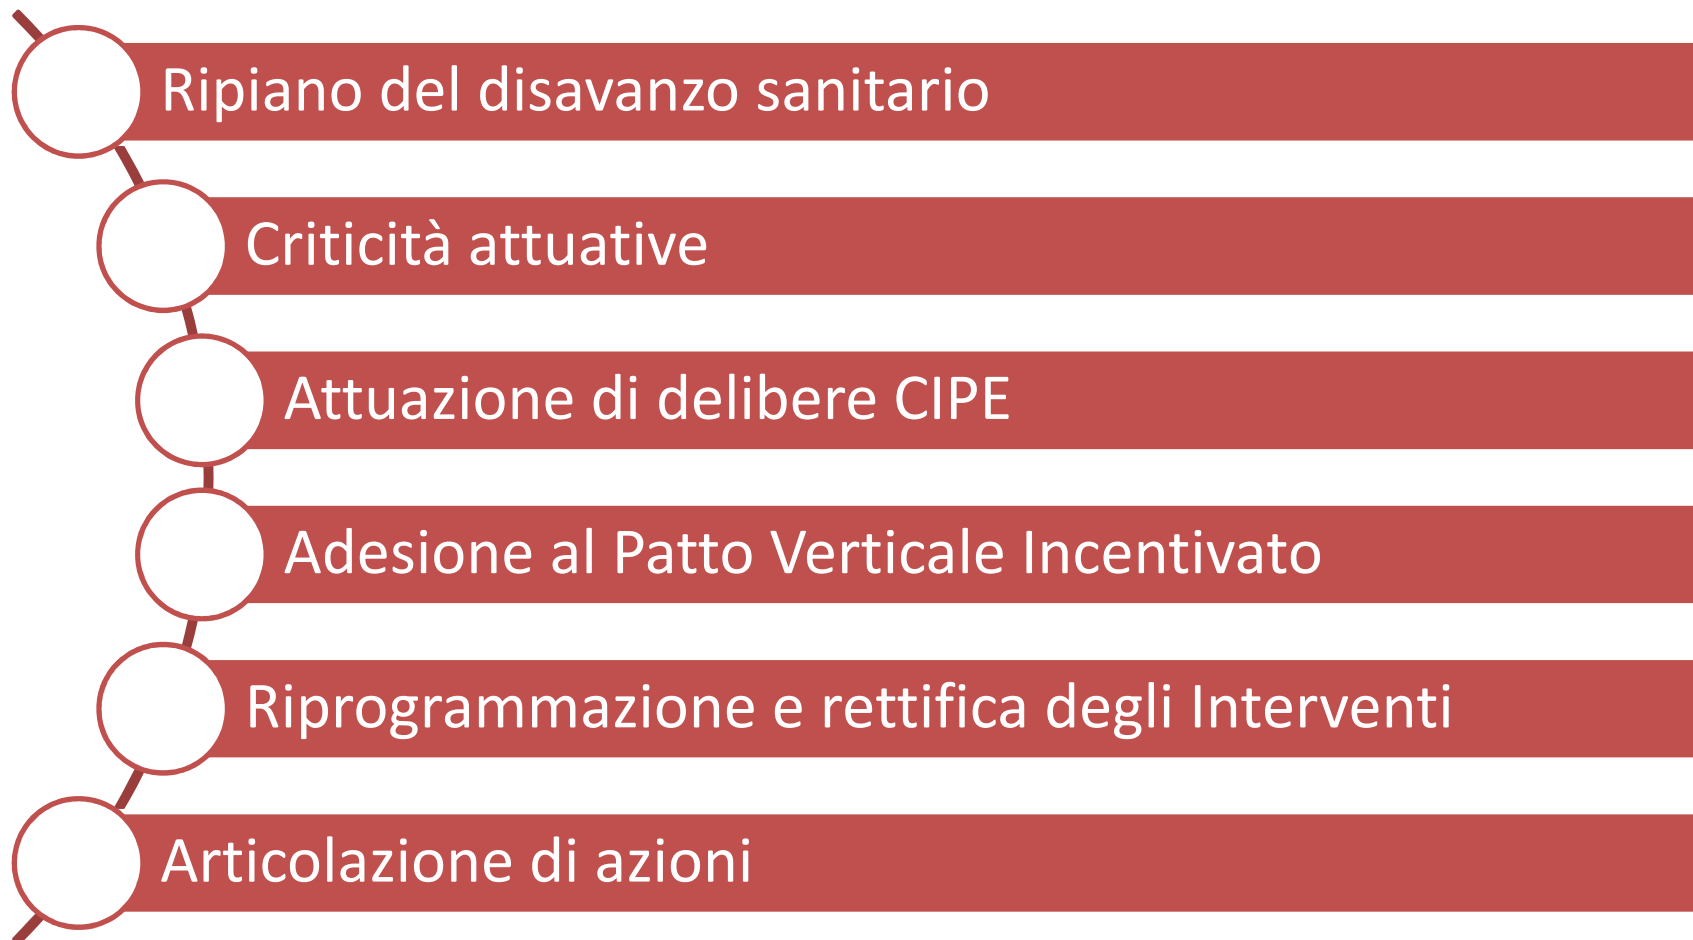 Ripiano del disavanzo sanitario
Criticità attuative
Attuazione di delibere CIPE
Adesione al Patto Verticale Incentivato
Riprogrammazione e rettifica degli Interventi
Articolazione di azioni